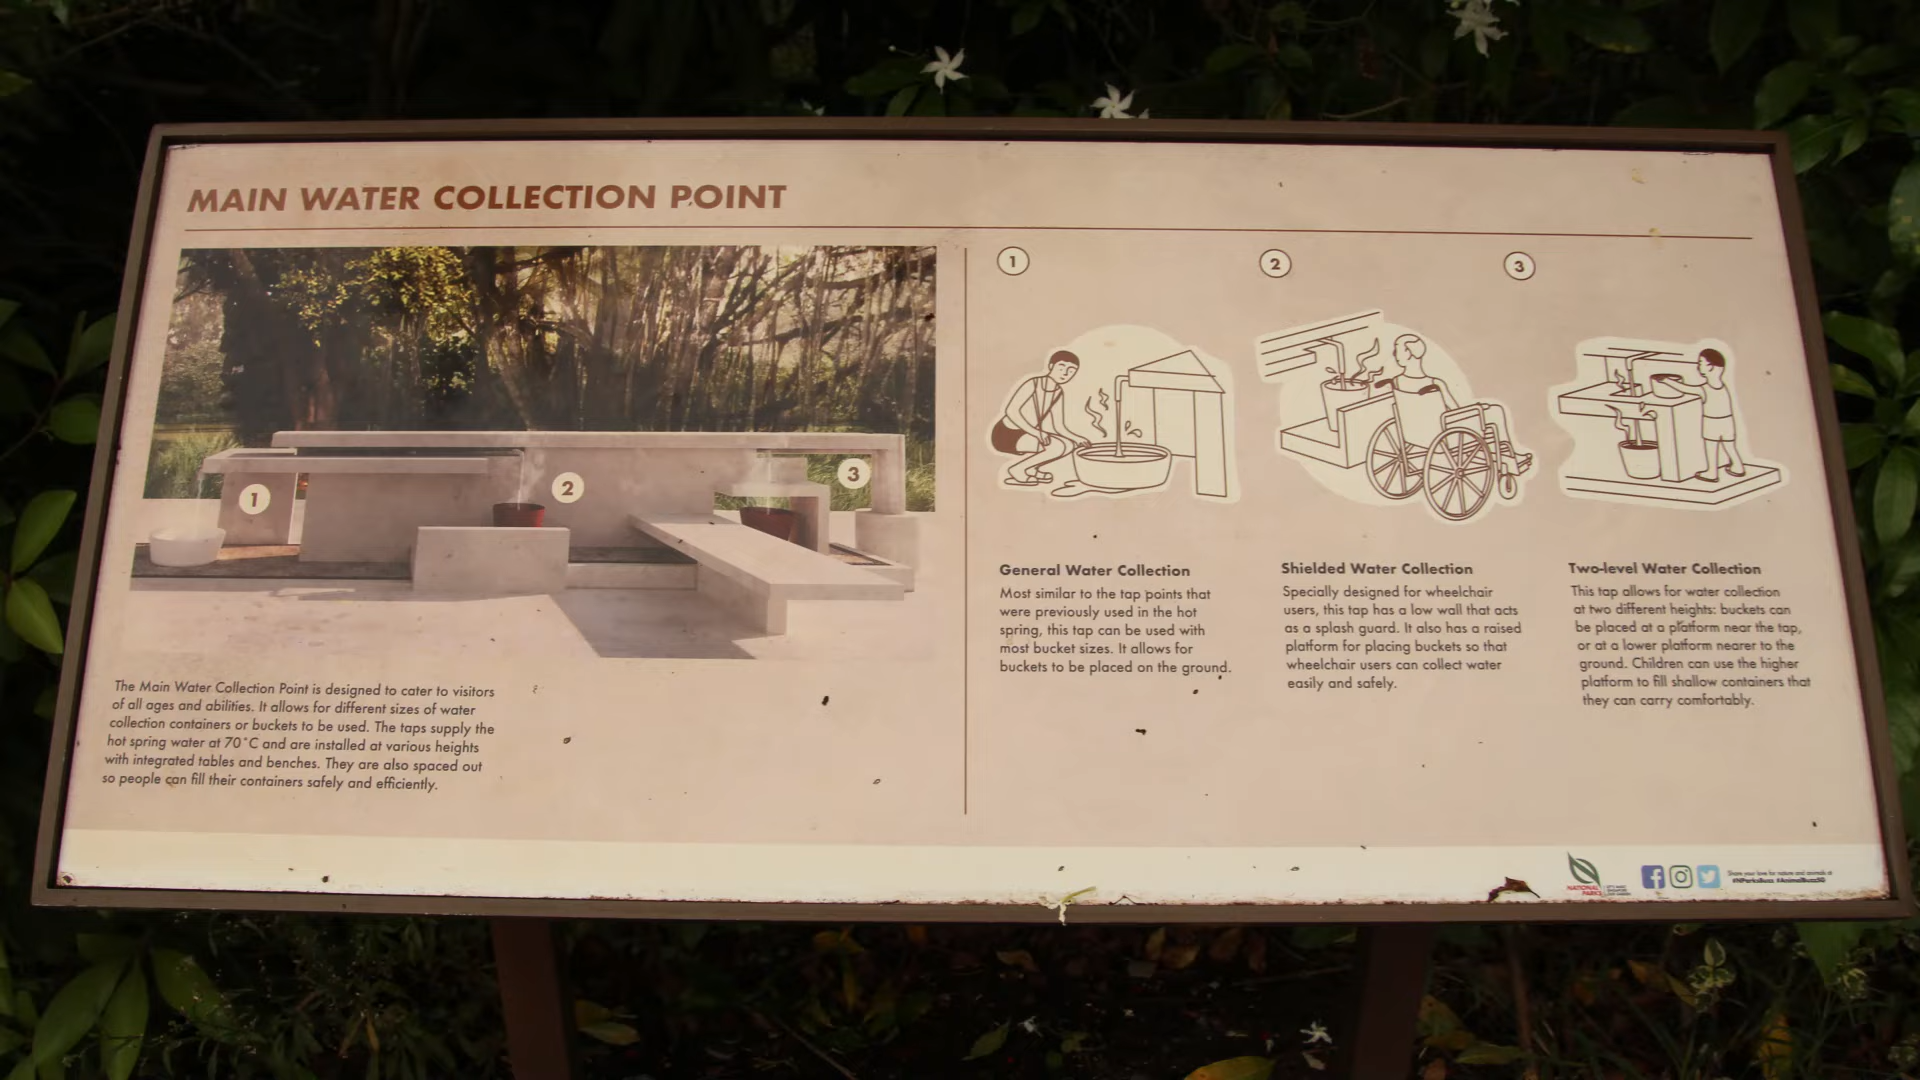 MAIN WATER COLLECTION POINT
1
2
3
The Main Water Collection Point is designed to cater to visitors
of all ages and abilities. It allows for different sizes of water
collection containers or buckets to be used. The taps supply the
hot spring water at 70°C and are installed at various heights
with integrated tables and benches. They are also spaced out
so people can fill their containers safely and efficiently.
1
General Water Collection
Most similar to the tap points that
were previously used in the hot
spring, this tap can be used with
most bucket sizes. It allows for
buckets to be placed on the ground.
2
Shielded Water Collection
Specially designed for wheelchair
users, this tap has a low wall that acts
as a splash guard. It also has a raised
platform for placing buckets so that
wheelchair users can collect water
easily and safely.
3
Two-level Water Collection
This tap allows for water collection
at two different heights: buckets can
be placed at a platform near the tap,
or at a lower platform nearer to the
ground. Children can use the higher
platform to fill shallow containers that
they can carry comfortably.
NATIONAL
PARKS
Share your love for nature and animals at
#NParksBuzz #AnimalBuzzSG